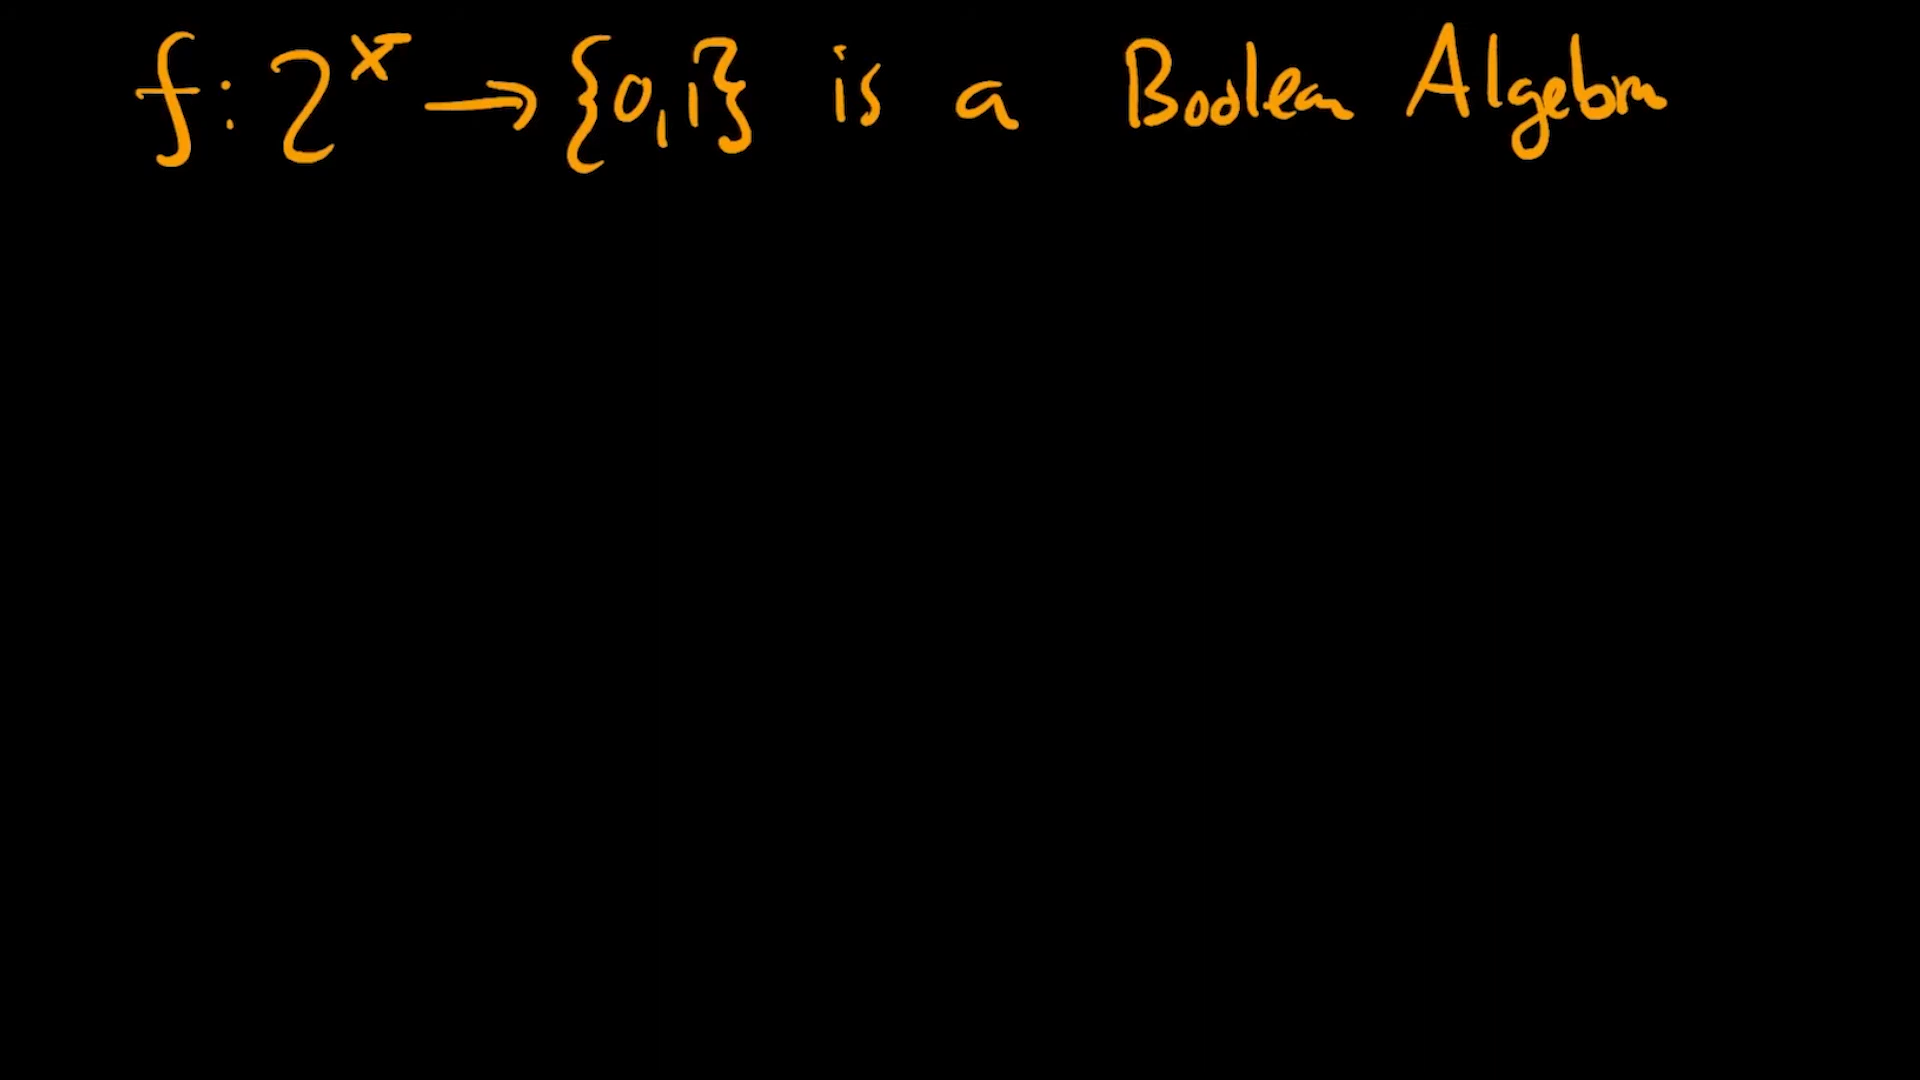 f: 2^X → {0,1} is a Boolean Algebra